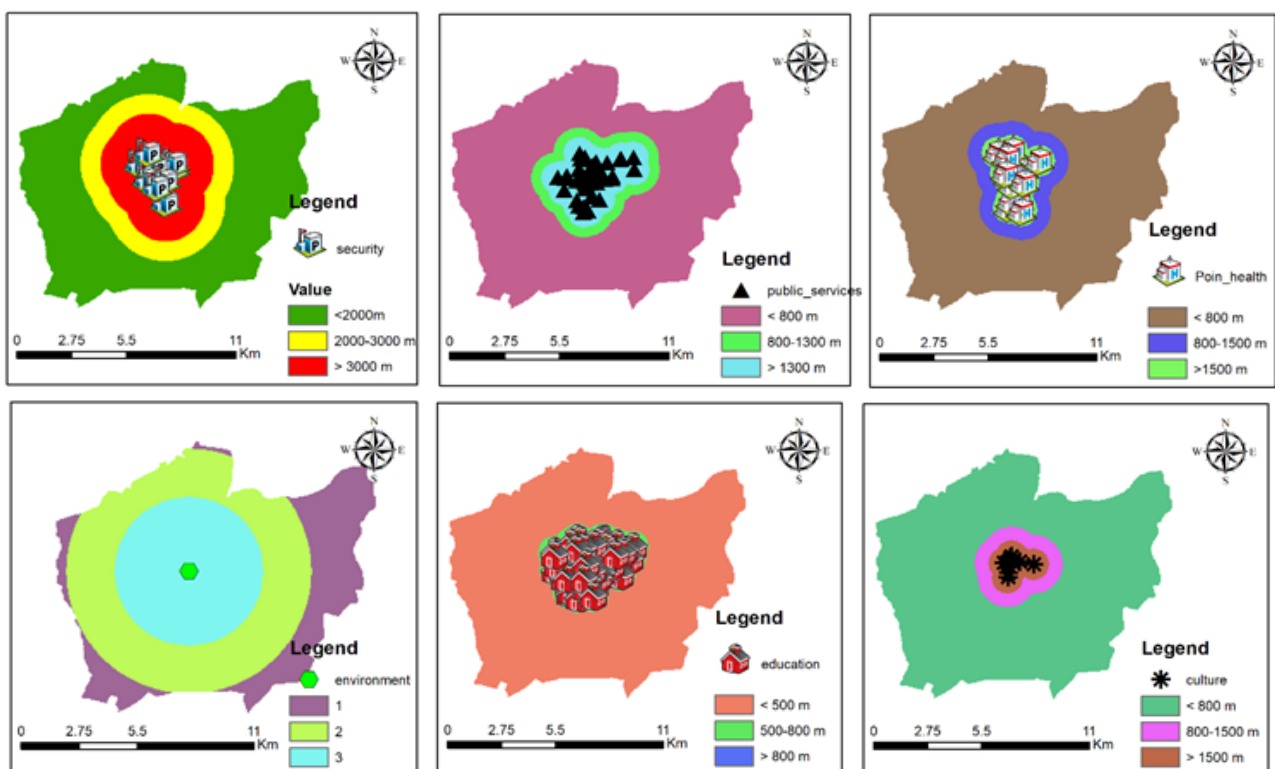 N
W E
S
Legend
P security
Value
<2000m
2000-3000 m
> 3000 m
0 2.75 5.5 11
Km
N
W E
S
Legend
public_services
< 800 m
800-1300 m
> 1300 m
0 2.75 5.5 11
Km
N
W E
S
Legend
H Poin_health
< 800 m
800-1500 m
>1500 m
0 2.75 5.5 11
Km
N
W E
S
Legend
environment
1
2
3
0 2.75 5.5 11
Km
N
W E
S
Legend
education
< 500 m
500-800 m
> 800 m
0 2.75 5.5 11
Km
N
W E
S
Legend
culture
< 800 m
800-1500 m
> 1500 m
0 2.75 5.5 11
Km